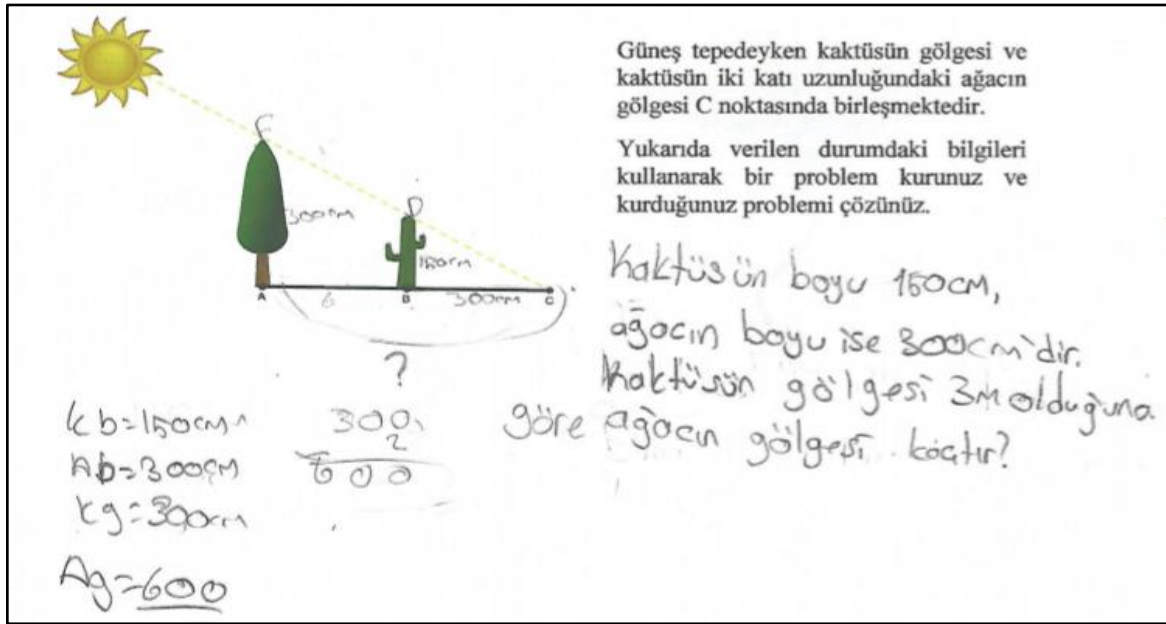 Güneş tepedeyken kaktüsün gölgesi ve
kaktüsün iki katı uzunluğundaki ağacın
gölgesi C noktasında birleşmektedir.
Yukarıda verilen durumdaki bilgileri
kullanarak bir problem kurunuz ve
kurduğunuz problemi çözünüz.
D
300cm
150cm
A
B
300cm
C
?
Kaktüsün boyu 150cm,
ağacın boyu ise 300cm'dir.
Kaktüsün gölgesi 3m olduğuna
göre ağacın gölgesi kaçtır?
kb=150cm
Ab=300cm
kg=300cm
Ag=600
300
2
600